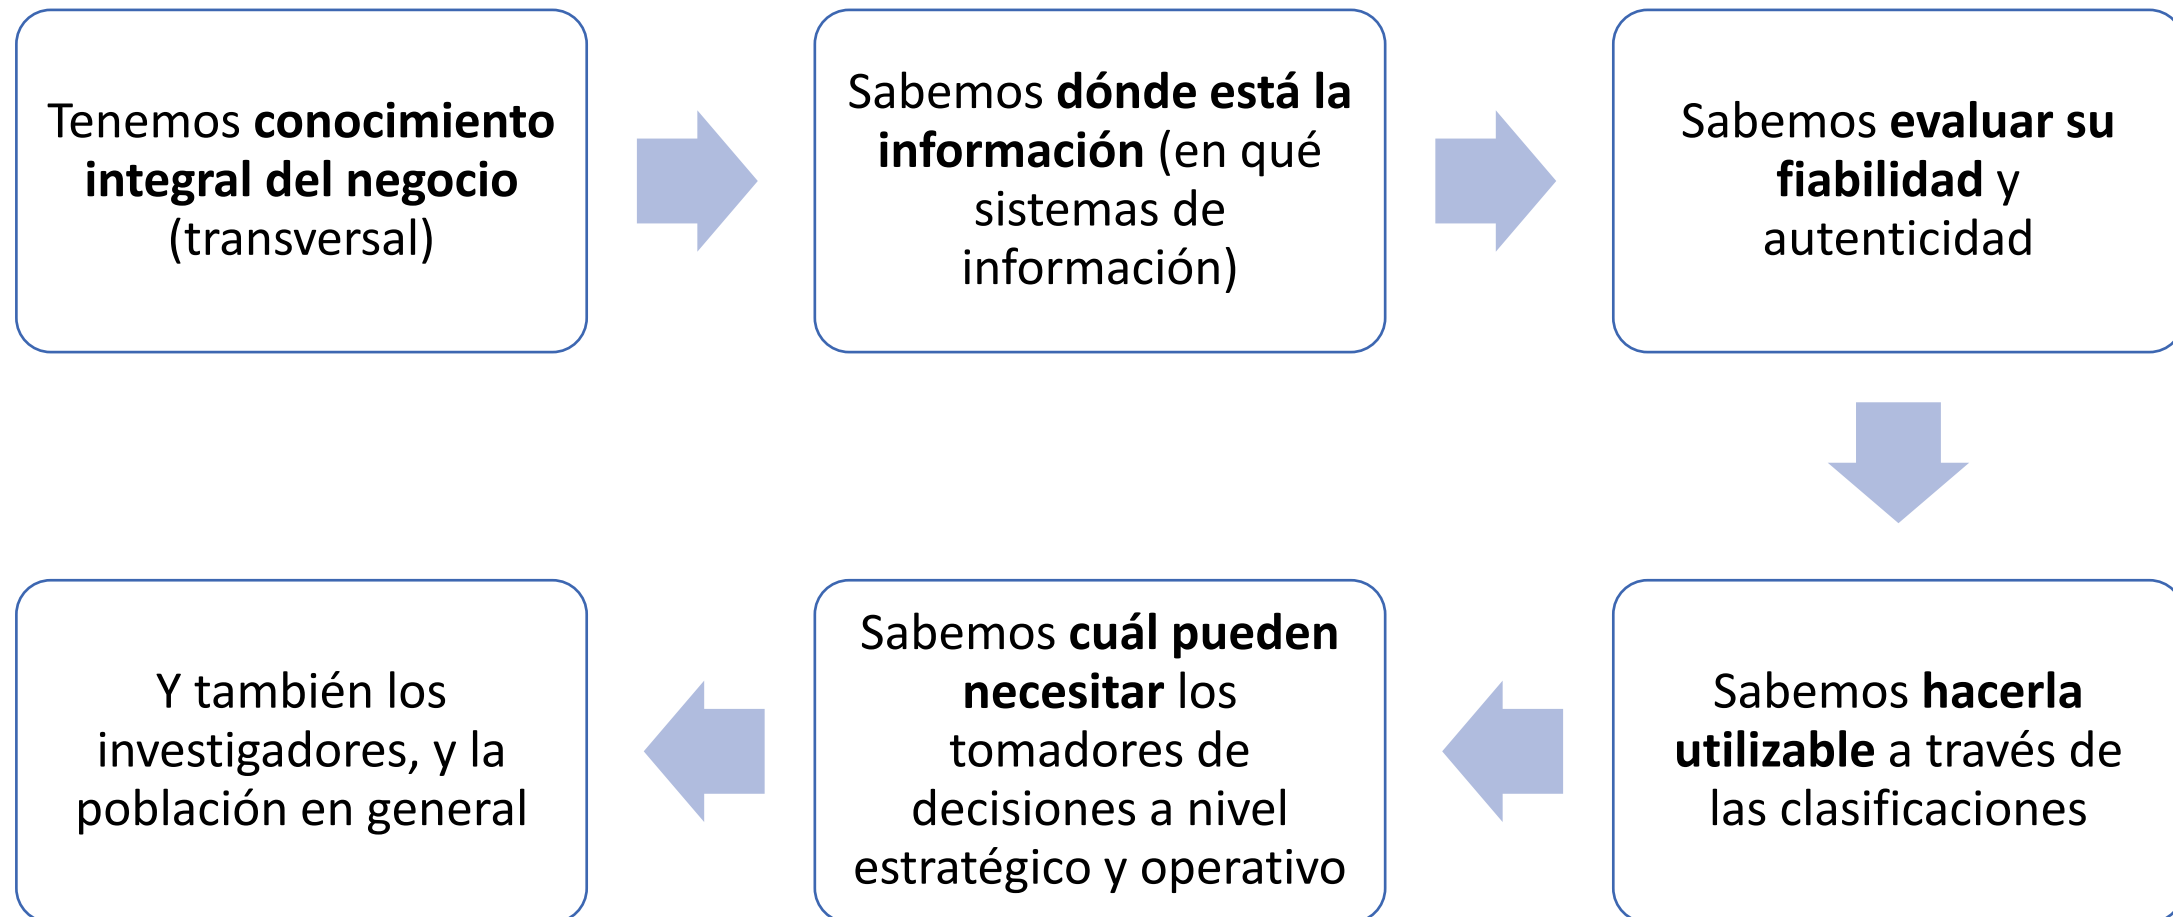 Tenemos conocimiento
integral del negocio
(transversal)
Sabemos dónde está la
información (en qué
sistemas de
información)
Sabemos evaluar su
fiabilidad y
autenticidad
Sabemos hacerla
utilizable a través de
las clasificaciones
Sabemos cuál pueden
necesitar los
tomadores de
decisiones a nivel
estratégico y operativo
Y también los
investigadores, y la
población en general